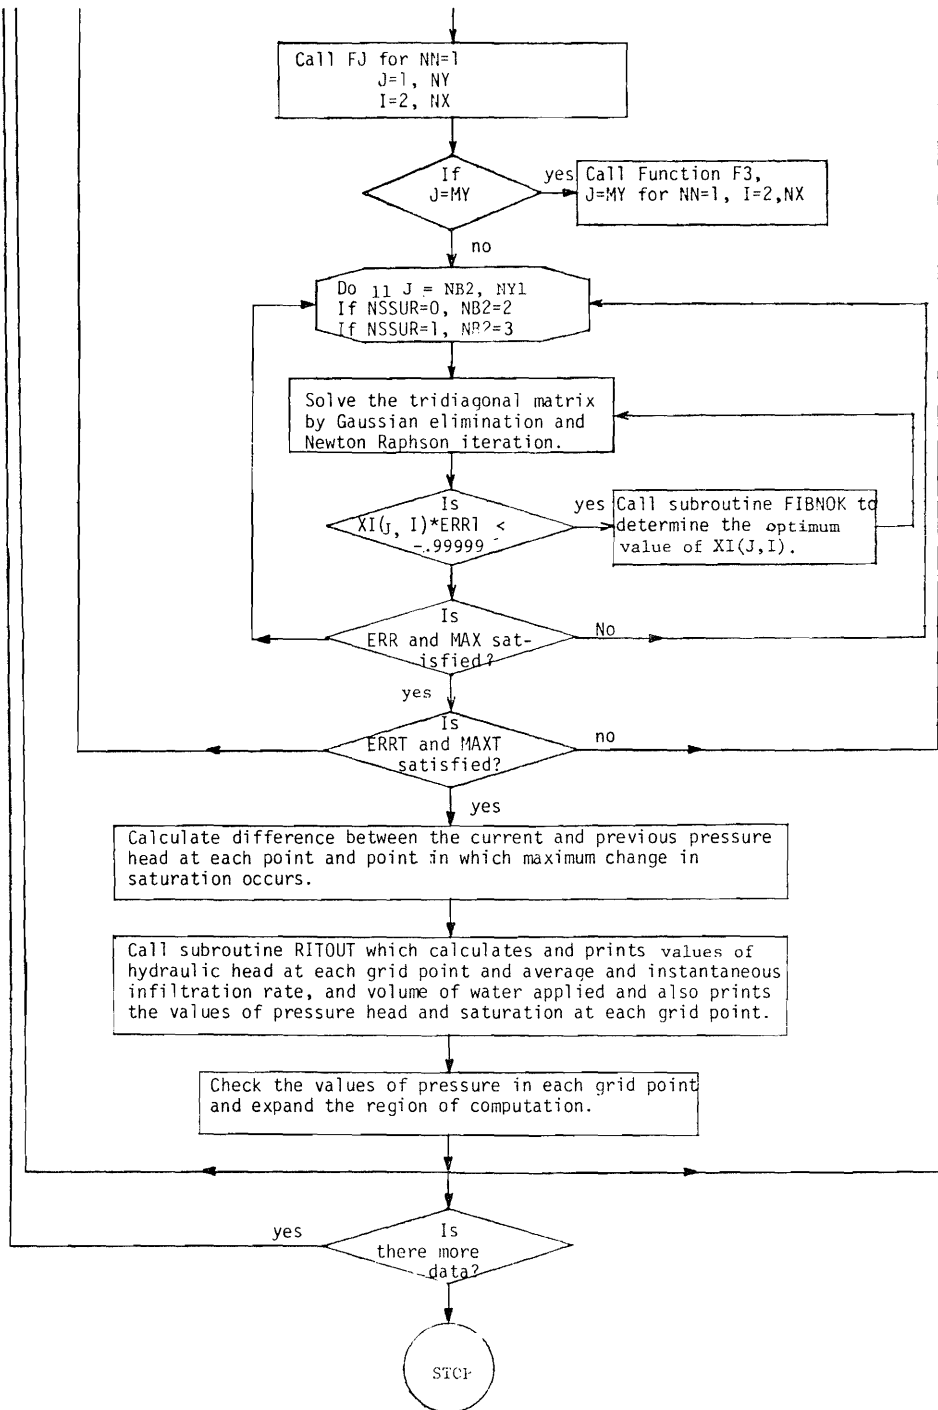 Call FJ for NN=1
J=1, NY
I=2, NX
If
J=MY
yes
Call Function F3,
J=MY for NN=1, I=2,NX
no
Do 11 J = NB2, NY1
If NSSUR=0, NB2=2
If NSSUR=1, NB2=3
Solve the tridiagonal matrix
by Gaussian elimination and
Newton Raphson iteration.
Is
XI(J, I)*ERR1 <
-.99999
yes
Call subroutine FIBNOK to
determine the optimum
value of XI(J,I).
Is
ERR and MAX sat-
isfied?
No
yes
Is
ERRT and MAXT
satisfied?
no
yes
Calculate difference between the current and previous pressure
head at each point and point in which maximum change in
saturation occurs.
Call subroutine RITOUT which calculates and prints values of
hydraulic head at each grid point and average and instantaneous
infiltration rate, and volume of water applied and also prints
the values of pressure head and saturation at each grid point.
Check the values of pressure in each grid point
and expand the region of computation.
yes
Is
there more
data?
STOP